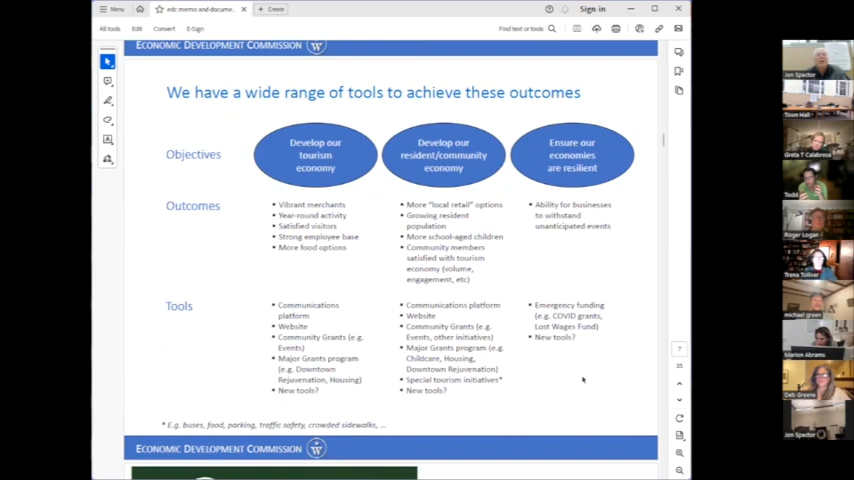 Menu
edc memo and docume...
Create
Sign in
All tools
Edit
Convert
E-Sign
Find text or tools
ECONOMIC DEVELOPMENT COMMISSION
W
We have a wide range of tools to achieve these outcomes
Objectives
Develop our
tourism
economy
Develop our
resident/community
economy
Ensure our
economies
are resilient
Outcomes
• Vibrant merchants
• Year-round activity
• Satisfied visitors
• Strong employee base
• More food options
• More "local retail" options
• Growing resident
population
• More school-aged children
• Community members
satisfied with tourism
economy (volume,
engagement, etc)
• Ability for businesses
to withstand
unanticipated events
Tools
• Communications
platform
• Website
• Community Grants (e.g.
Events)
• Major Grants program
(e.g. Downtown
Rejuvenation, Housing)
• New tools?
• Communications platform
• Website
• Community Grants (e.g.
Events, other initiatives)
• Major Grants program (e.g.
Childcare, Housing,
Downtown Rejuvenation)
• Special tourism initiatives*
• New tools?
• Emergency funding
(e.g. COVID grants,
Lost Wages Fund)
• New tools?
* E.g. buses, food, parking, traffic safety, crowded sidewalks, ...
ECONOMIC DEVELOPMENT COMMISSION
W
7
35
Jon Spector
Town Hall
Greta T Calabrese
Todd
Roger Logan
Trena Tolliver
michael green
Marion Abrams
Deb Greene
Jon Spector